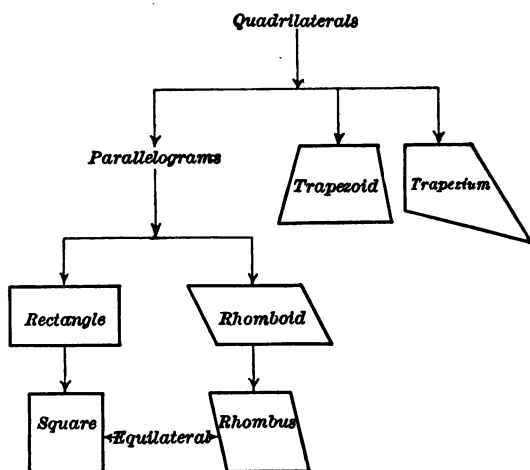 Quadrilaterals
Parallelograms
Trapezoid
Trapezium
Rectangle
Rhomboid
Square
Equilateral
Rhombus